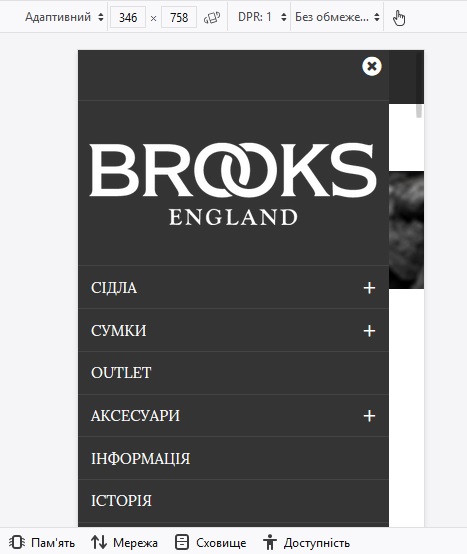 Адаптивний 346 × 758 DPR: 1 Без обмеже...
BROOKS
ENGLAND
СІДЛА +
СУМКИ +
OUTLET
АКСЕСУАРИ +
ІНФОРМАЦІЯ
ІСТОРІЯ
Пам'ять Мережа Сховище Доступність